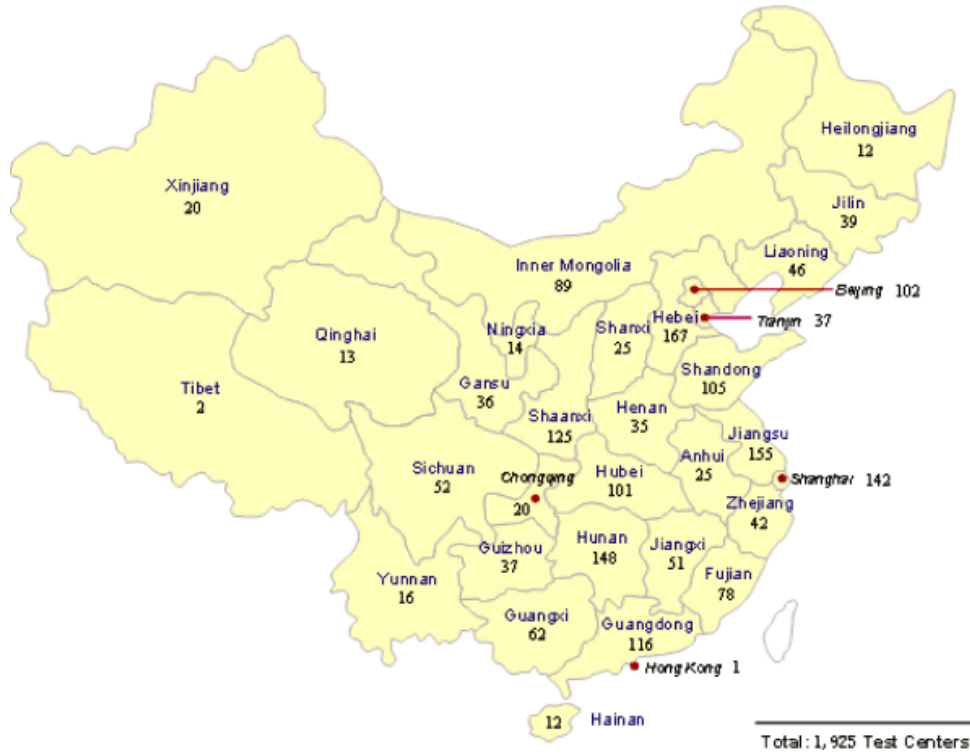 Heilongjiang
12
Xinjiang
20
Jilin
39
Liaoning
46
Inner Mongolia
89
Beijing 102
Hebei
167
Tianjin 37
Ningxia
14
Shanxi
25
Qinghai
13
Shandong
105
Gansu
36
Tibet
2
Henan
35
Shaanxi
125
Jiangsu
155
Anhui
25
Sichuan
52
Chongqing
20
Hubei
101
Shanghai 142
Zhejiang
42
Hunan
148
Jiangxi
51
Guizhou
37
Fujian
78
Yunnan
16
Guangxi
62
Guangdong
116
Hong Kong 1
12 Hainan
Total: 1,925 Test Centers